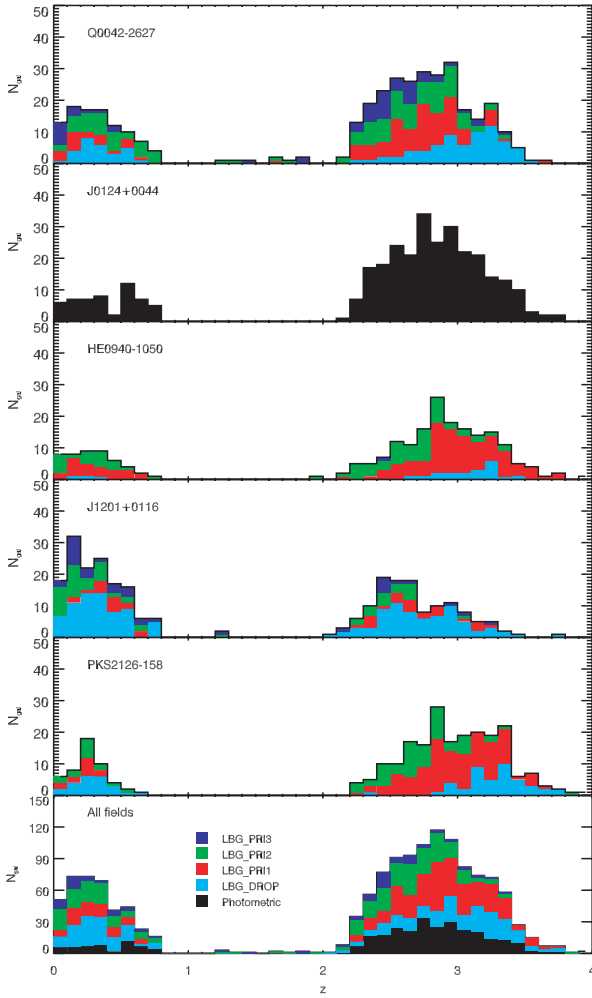 50
40
30
20
10
0
N_gal
Q0042-2627
50
40
30
20
10
0
N_gal
J0124+0044
50
40
30
20
10
0
N_gal
HE0940-1050
50
40
30
20
10
0
N_gal
J1201+0116
50
40
30
20
10
0
N_gal
PKS2126-158
150
120
90
60
30
0
N_gal
All fields
LBG_PRI3
LBG_PRI2
LBG_PRI1
LBG_DROP
Photometric
0 1 2 3 4
z